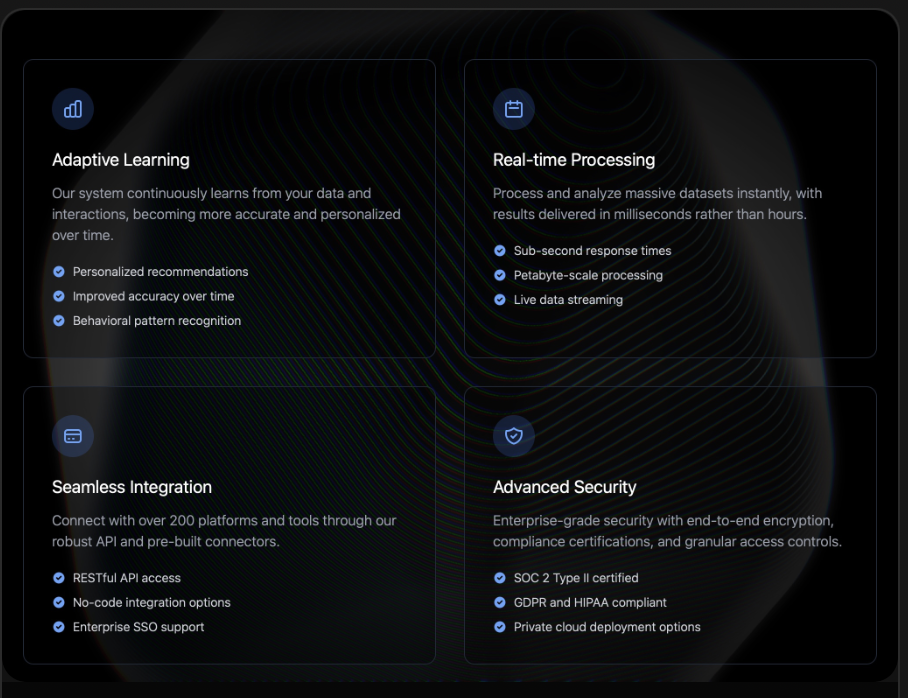 Adaptive Learning
Our system continuously learns from your data and
interactions, becoming more accurate and personalized
over time.
Personalized recommendations
Improved accuracy over time
Behavioral pattern recognition
Real-time Processing
Process and analyze massive datasets instantly, with
results delivered in milliseconds rather than hours.
Sub-second response times
Petabyte-scale processing
Live data streaming
Seamless Integration
Connect with over 200 platforms and tools through our
robust API and pre-built connectors.
RESTful API access
No-code integration options
Enterprise SSO support
Advanced Security
Enterprise-grade security with end-to-end encryption,
compliance certifications, and granular access controls.
SOC 2 Type II certified
GDPR and HIPAA compliant
Private cloud deployment options